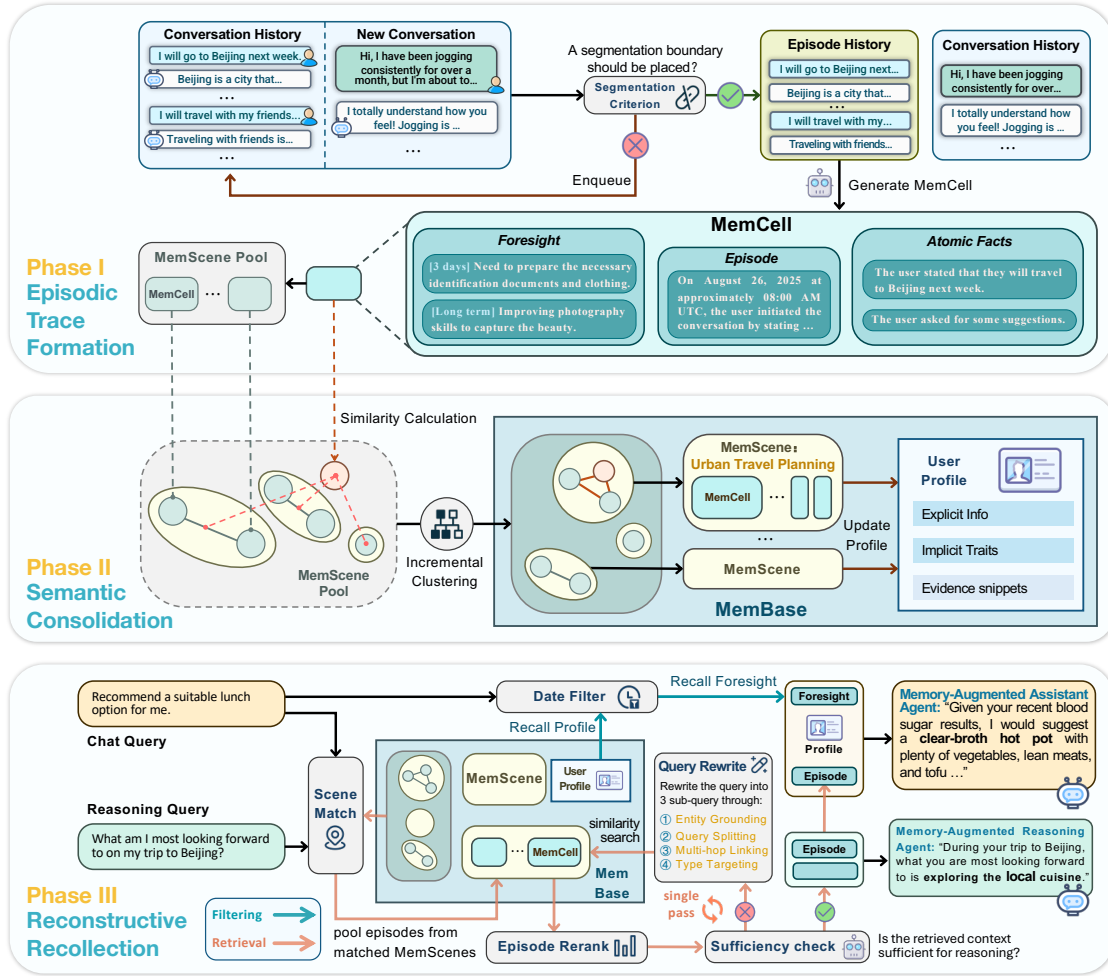 Conversation History
I will go to Beijing next week.
Beijing is a city that...
...
I will travel with my friends...
Traveling with friends is...
...
New Conversation
Hi, I have been jogging
consistently for over a
month, but I'm about to...
I totally understand how you
feel! Jogging is ...
...
A segmentation boundary
should be placed?
Segmentation
Criterion
Enqueue
Episode History
I will go to Beijing next...
Beijing is a city that...
...
I will travel with my...
Traveling with friends...
Conversation History
Hi, I have been jogging
consistently for over...
I totally understand how
you feel! Jogging is ...
...
Generate MemCell
Phase I
Episodic
Trace
Formation
MemScene Pool
MemCell
...
MemCell
Foresight
[3 days] Need to prepare the necessary
identification documents and clothing.
[Long term] Improving photography
skills to capture the beauty.
Episode
On August 26, 2025 at
approximately 08:00 AM
UTC, the user initiated the
conversation by stating ...
Atomic Facts
The user stated that they will travel
to Beijing next week.
The user asked for some suggestions.
Similarity Calculation
Phase II
Semantic
Consolidation
MemScene
Pool
Incremental
Clustering
MemScene:
Urban Travel Planning
MemCell
...
...
MemScene
MemBase
Update
Profile
User
Profile
Explicit Info
Implicit Traits
Evidence snippets
Phase III
Reconstructive
Recollection
Recommend a suitable lunch
option for me.
Chat Query
Reasoning Query
What am I most looking forward
to on my trip to Beijing?
Filtering
Retrieval
Scene
Match
Date Filter
Recall Foresight
Recall Profile
MemScene
User
Profile
...
MemCell
Mem
Base
similarity
search
pool episodes from
matched MemScenes
Episode Rerank
Query Rewrite
Rewrite the query into
3 sub-query through:
① Entity Grounding
② Query Splitting
③ Multi-hop Linking
④ Type Targeting
single
pass
Sufficiency check
Is the retrieved context
sufficient for reasoning?
Foresight
Profile
Episode
Episode
Memory-Augmented Assistant
Agent: “Given your recent blood
sugar results, I would suggest
a clear-broth hot pot with
plenty of vegetables, lean meats,
and tofu ...”
Memory-Augmented Reasoning
Agent: “During your trip to Beijing,
what you are most looking forward
to is exploring the local cuisine.”